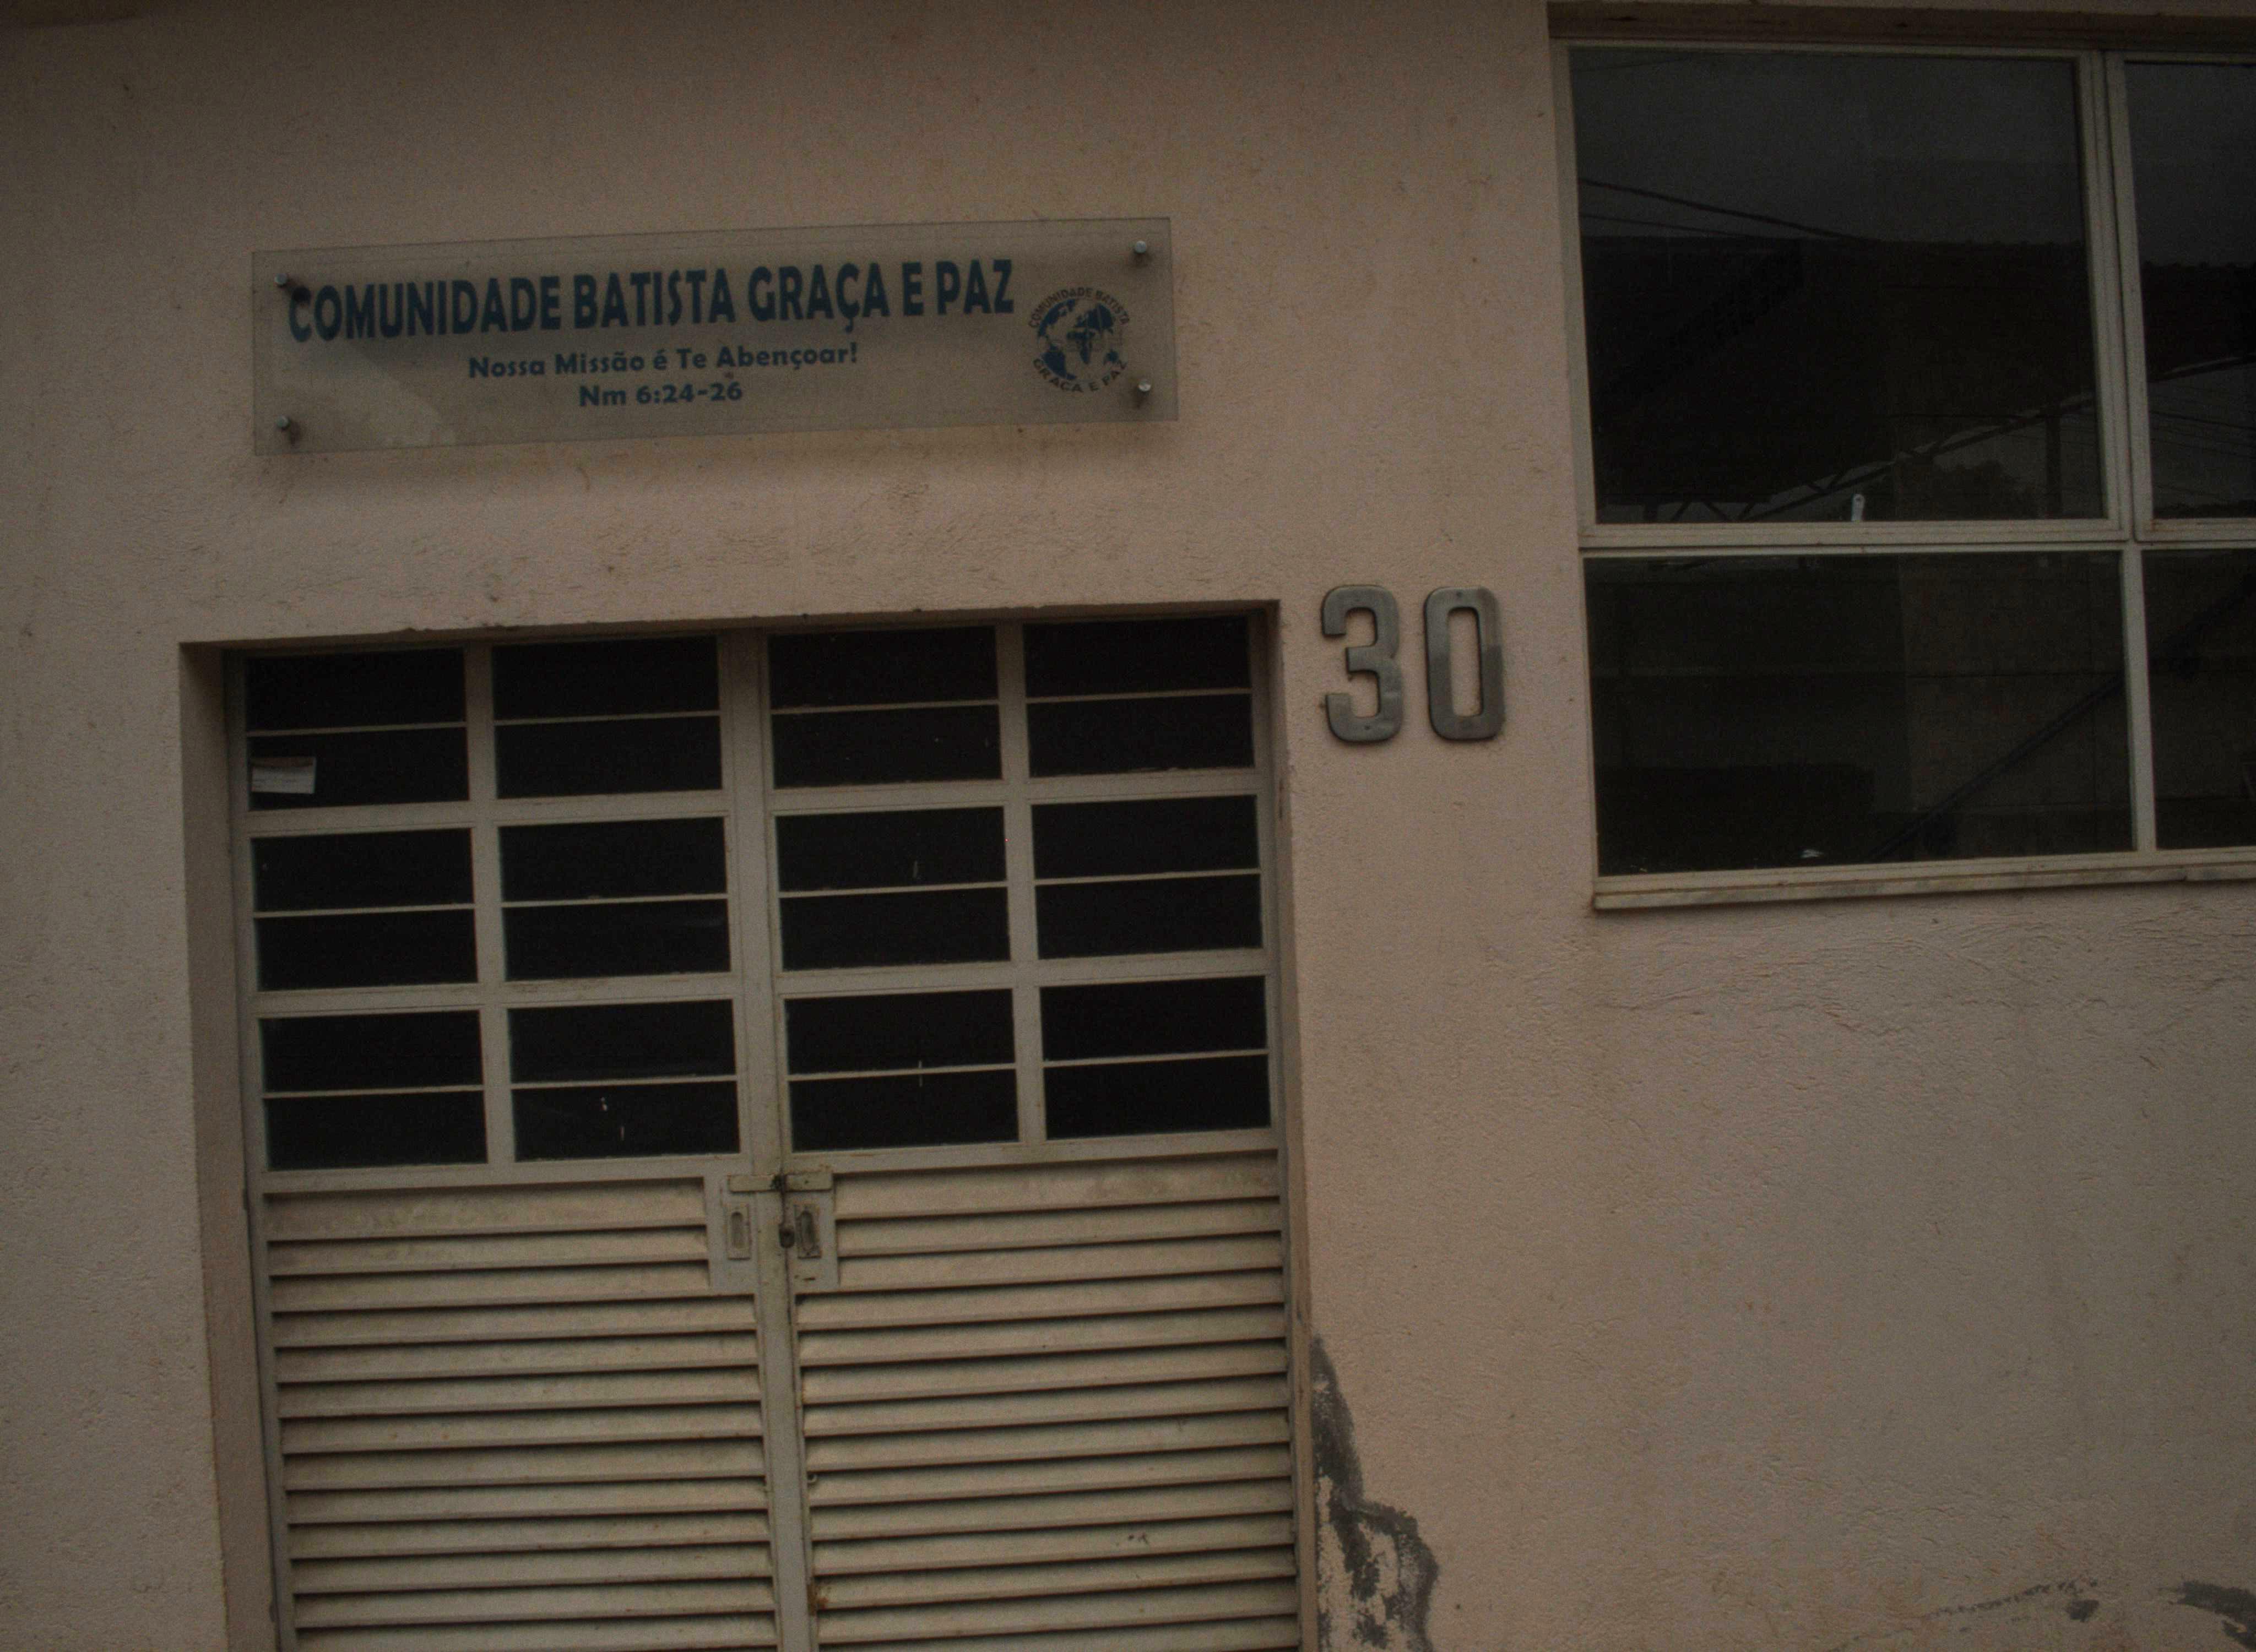 COMUNIDADE BATISTA GRAÇA E PAZ
Nossa Missão é Te Abençoar!
Nm 6:24-26
COMUNIDADE BATISTA
GRAÇA E PAZ
30